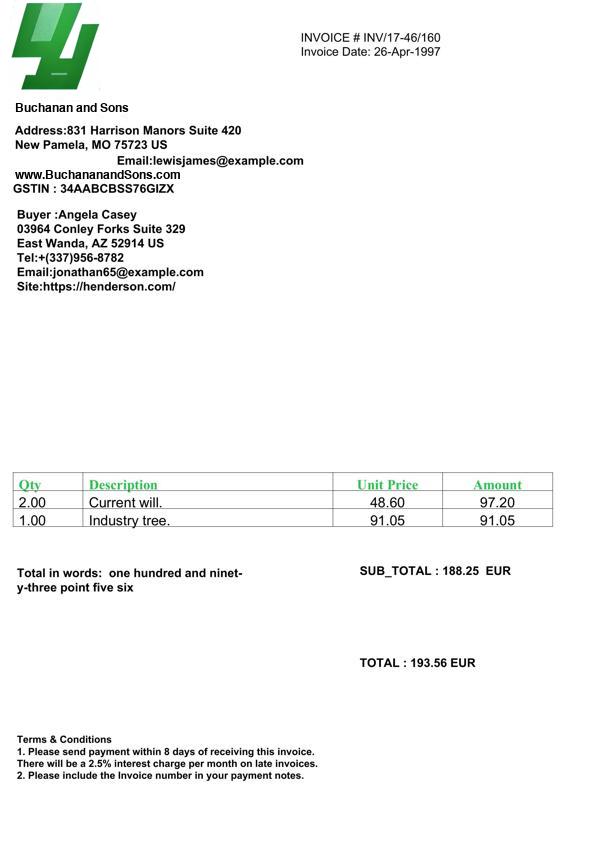 INVOICE # INV/17-46/160
Invoice Date: 26-Apr-1997
Buchanan and Sons
Address:831 Harrison Manors Suite 420
New Pamela, MO 75723 US
Email:lewisjames@example.com
www.BuchananandSons.com
GSTIN : 34AABCBSS76GIZX
Buyer :Angela Casey
03964 Conley Forks Suite 329
East Wanda, AZ 52914 US
Tel:+(337)956-8782
Email:jonathan65@example.com
Site:https://henderson.com/
Qty Description Unit Price Amount
2.00 Current will. 48.60 97.20
1.00 Industry tree. 91.05 91.05
Total in words:  one hundred and ninet-
y-three point five six
SUB_TOTAL : 188.25  EUR
TOTAL : 193.56 EUR
Terms & Conditions
1. Please send payment within 8 days of receiving this invoice.
There will be a 2.5% interest charge per month on late invoices.
2. Please include the Invoice number in your payment notes.